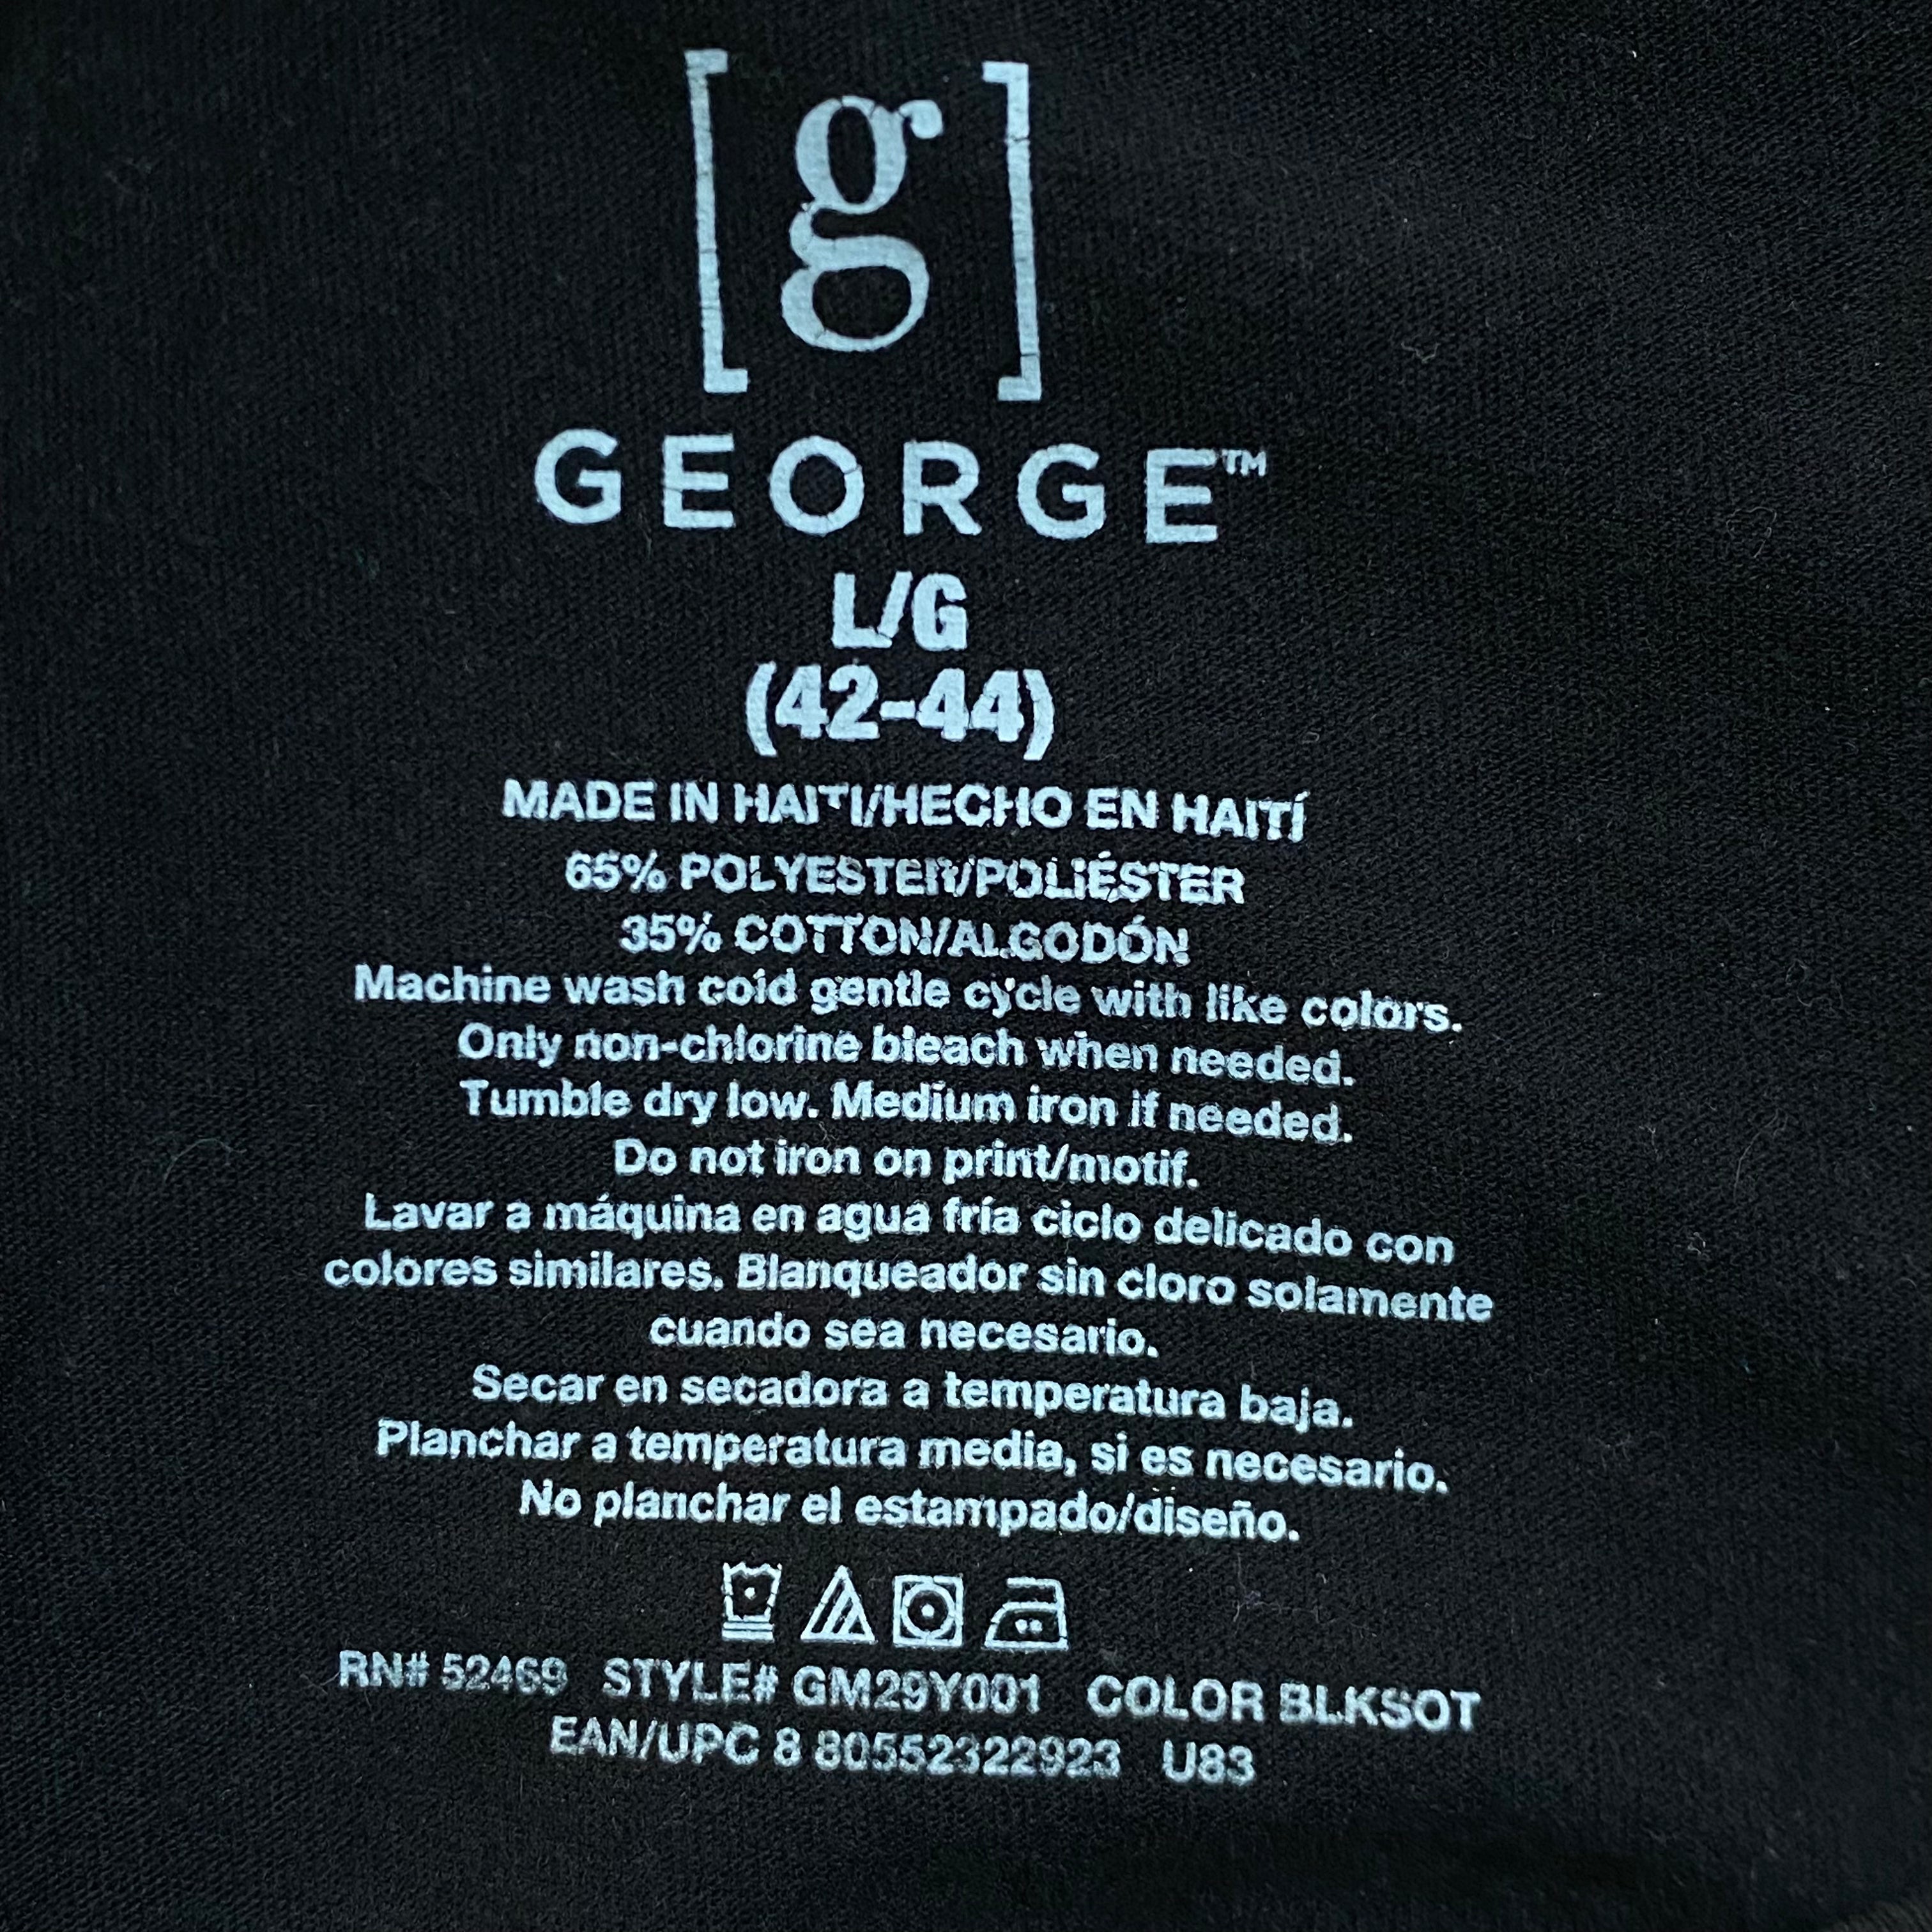 [g]
GEORGE™
L/G
(42-44)
MADE IN HAITI/HECHO EN HAITÍ
65% POLYESTER/POLIÉSTER
35% COTTON/ALGODÓN
Machine wash cold gentle cycle with like colors.
Only non-chlorine bleach when needed.
Tumble dry low. Medium iron if needed.
Do not iron on print/motif.
Lavar a máquina en agua fría ciclo delicado con
colores similares. Blanqueador sin cloro solamente
cuando sea necesario.
Secar en secadora a temperatura baja.
Planchar a temperatura media, si es necesario.
No planchar el estampado/diseño.
RN# 52469 STYLE# GM29Y001 COLOR BLKSOT
EAN/UPC 8 80552322923 U83